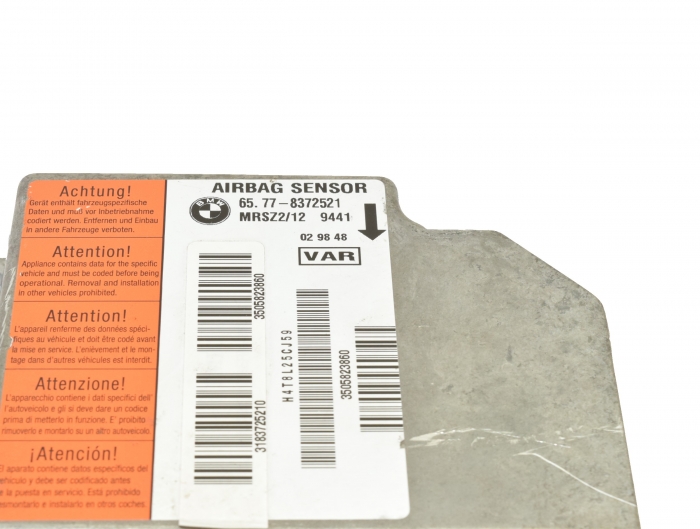 Achtung!
Gerät enthält fahrzeugspezifische
Daten und muß vor Inbetriebnahme
codiert werden. Entfernen und Einbau
in andere Fahrzeuge verboten.
Attention!
Appliance contains data for the specific
vehicle and must be coded before being
operational. Removal and installation
in other vehicles prohibited.
Attention!
L'appareil renferme des données spéci-
fiques au véhicule et doit être codé avant
la mise en service. L'enlèvement et le mon-
tage dans d'autres véhicules est interdit.
Attenzione!
L'apparecchio contiene i dati specifici dell'
autoveicolo e gli si deve dare un codice
prima di metterlo in funzione. E' proibito
rimuoverlo e montarlo su un altro autoveicolo.
¡Atención!
El aparato contiene datos específicos del
vehículo y debe ser codificado antes
de la puesta en servicio. Está prohibido
desmontarlo e instalarlo en otros coches.
AIRBAG SENSOR
BMW
65.77-8372521
MRSZ2/12 9441
02 98 48
VAR
3505823860
3183725210
H4T8L25CJ59
3505823860